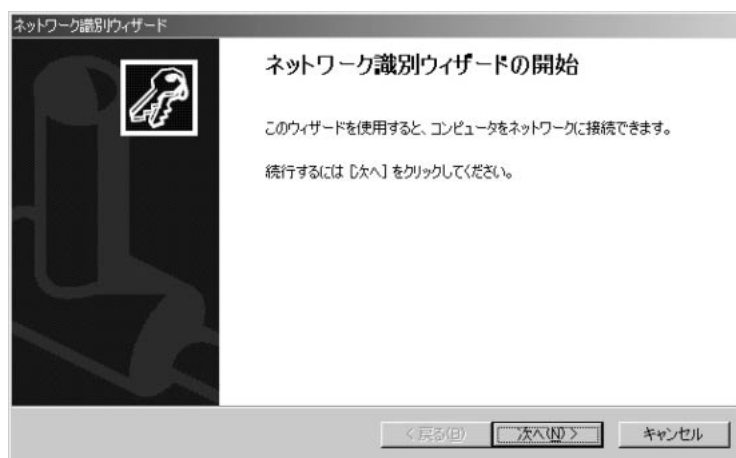 ネットワーク識別ウィザード
ネットワーク識別ウィザードの開始
このウィザードを使用すると、コンピュータをネットワークに接続できます。
続行するには [次へ] をクリックしてください。
< 戻る(B)
次へ(N) >
キャンセル